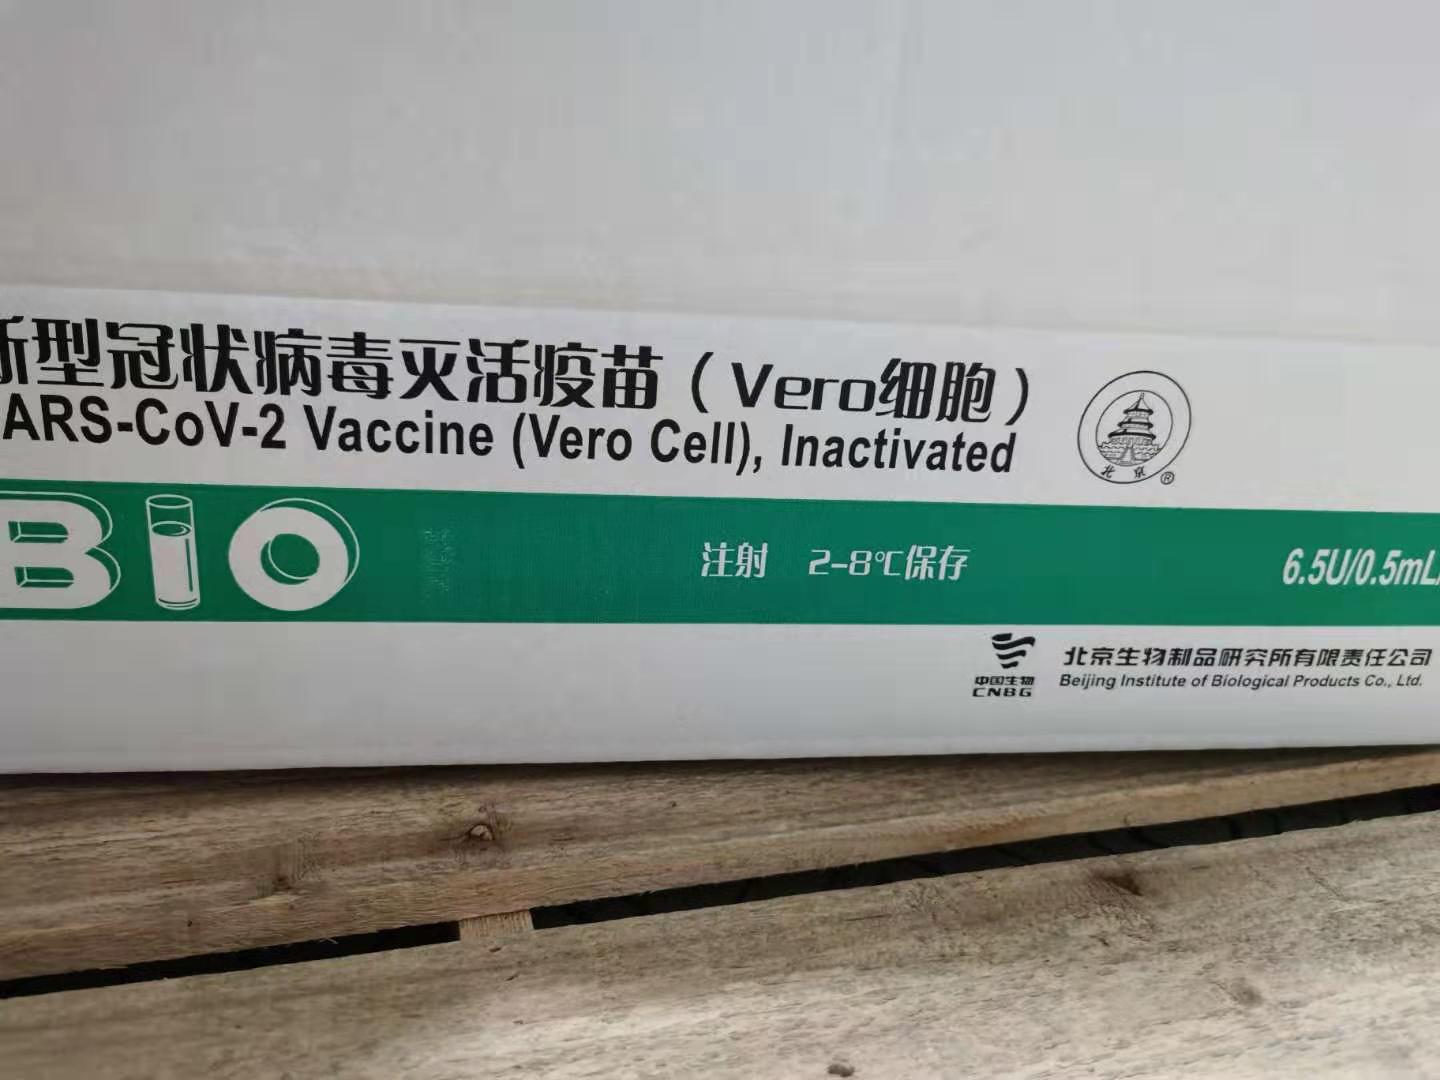 新型冠状病毒灭活疫苗（Vero细胞）
ARS-CoV-2 Vaccine (Vero Cell), Inactivated
北京
®
BIO
注射 2-8℃保存
6.5U/0.5mL/
中国生物
CNBG
北京生物制品研究所有限责任公司
Beijing Institute of Biological Products Co., Ltd.